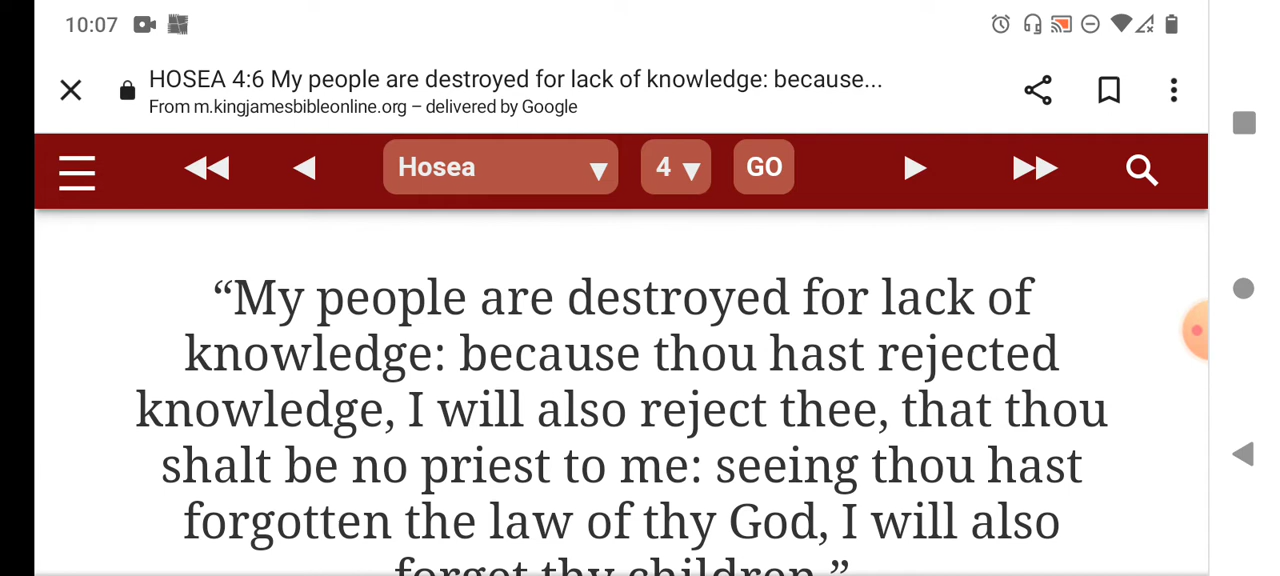 10:07
HOSEA 4:6 My people are destroyed for lack of knowledge: because...
From m.kingjamesbibleonline.org – delivered by Google
Hosea 4 GO
“My people are destroyed for lack of
knowledge: because thou hast rejected
knowledge, I will also reject thee, that thou
shalt be no priest to me: seeing thou hast
forgotten the law of thy God, I will also
forget thy children.”